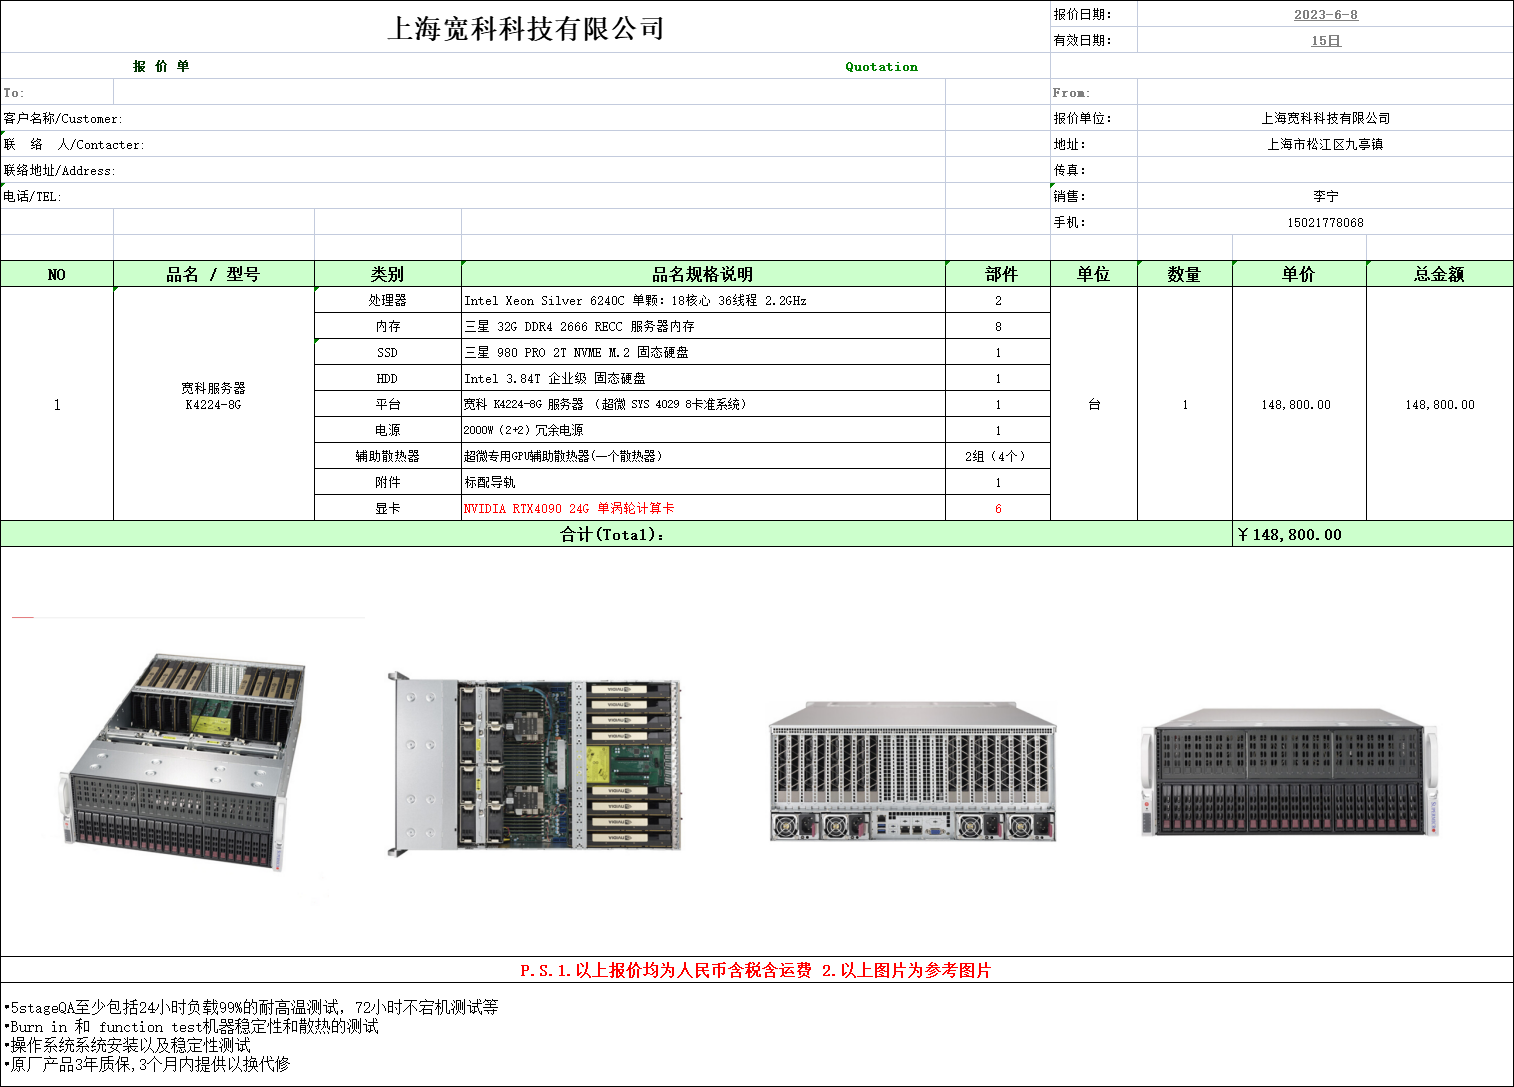 上海宽科科技有限公司
报价日期： 2023-6-8
有效日期： 15日
报 价 单 Quotation
To: From:
客户名称/Customer: 报价单位： 上海宽科科技有限公司
联 络 人/Contacter: 地址： 上海市松江区九亭镇
联络地址/Address: 传真：
电话/TEL: 销售： 李宁
手机： 15021778068
NO 品名 / 型号 类别 品名规格说明 部件 单位 数量 单价 总金额
处理器 Intel Xeon Silver 6240C 单颗：18核心 36线程 2.2GHz 2
内存 三星 32G DDR4 2666 RECC 服务器内存 8
SSD 三星 980 PRO 2T NVME M.2 固态硬盘 1
HDD Intel 3.84T 企业级 固态硬盘 1
1 宽科服务器
K4224-8G
平台 宽科 K4224-8G 服务器 （超微 SYS 4029 8卡准系统） 1 台 1 148,800.00 148,800.00
电源 2000W（2+2）冗余电源 1
辅助散热器 超微专用GPU辅助散热器(一个散热器） 2组（4个）
附件 标配导轨 1
显卡 NVIDIA RTX4090 24G 单涡轮计算卡 6
合计(Total)： ￥148,800.00
P.S.1.以上报价均为人民币含税含运费 2.以上图片为参考图片
•5stageQA至少包括24小时负载99%的耐高温测试，72小时不宕机测试等
•Burn in 和 function test机器稳定性和散热的测试
•操作系统系统安装以及稳定性测试
•原厂产品3年质保,3个月内提供以换代修